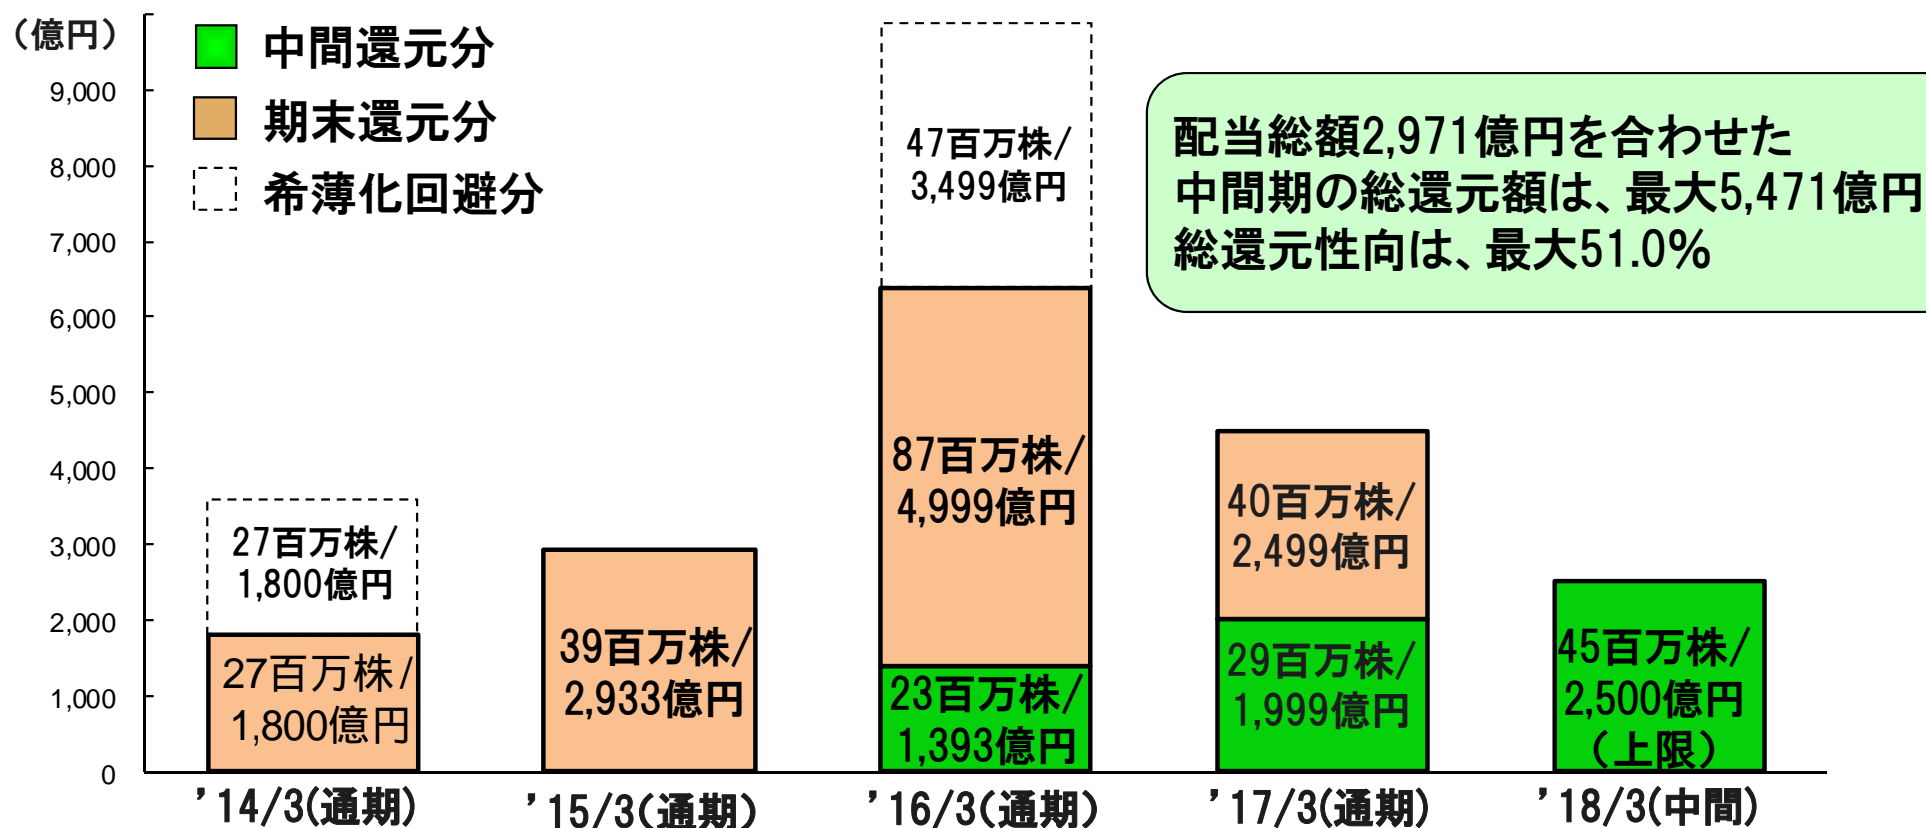 （億円）
中間還元分
期末還元分
希薄化回避分
9,000
8,000
7,000
6,000
5,000
4,000
3,000
2,000
1,000
0
配当総額2,971億円を合わせた
中間期の総還元額は、最大5,471億円
総還元性向は、最大51.0%
27百万株/
1,800億円
27百万株/
1,800億円
39百万株/
2,933億円
47百万株/
3,499億円
87百万株/
4,999億円
23百万株/
1,393億円
40百万株/
2,499億円
29百万株/
1,999億円
45百万株/
2,500億円
（上限）
’14/3(通期)
’15/3(通期)
’16/3(通期)
’17/3(通期)
’18/3(中間)